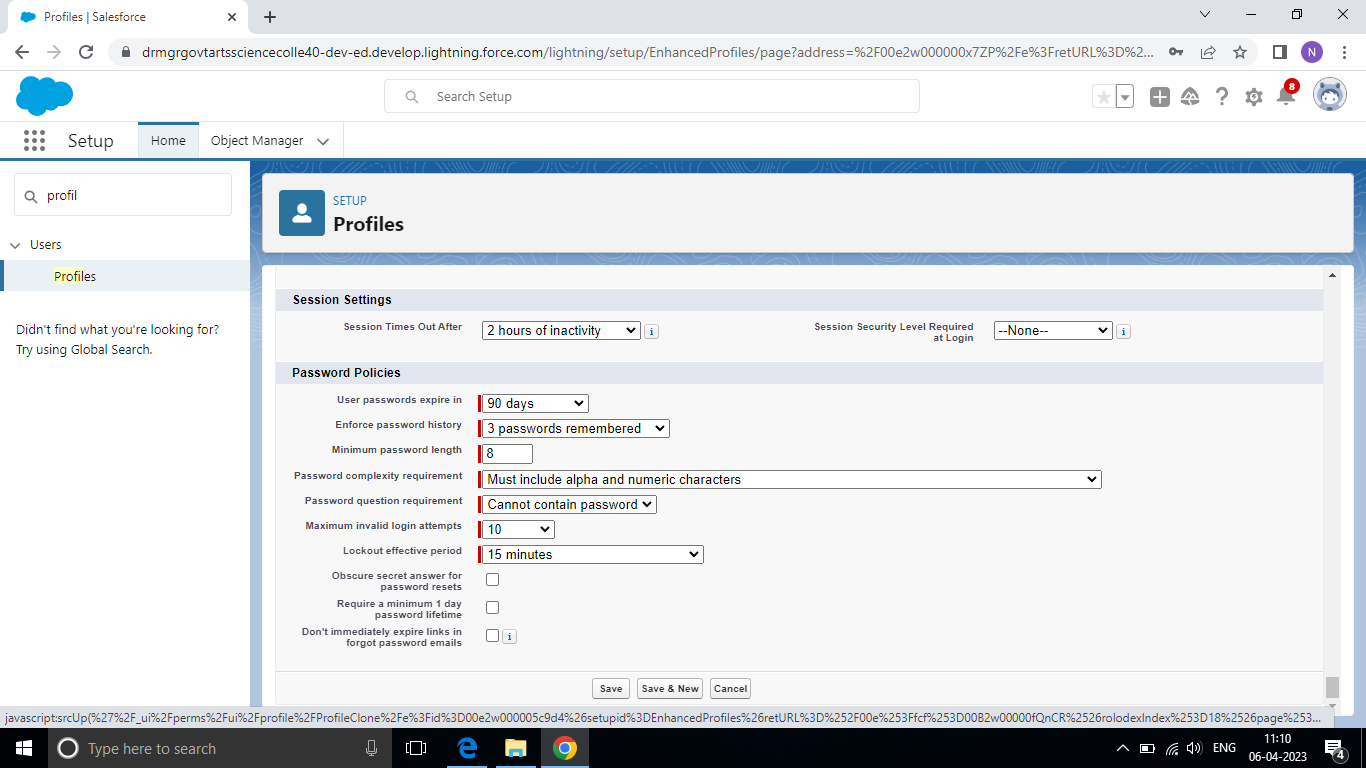 Profiles | Salesforce
drmgrgovtartssciencecolle40-dev-ed.develop.lightning.force.com/lightning/setup/EnhancedProfiles/page?address=%2F00e2w000000x7ZP%2Fe%3FretURL%3D%2...
N
Search Setup
8
Setup
Home
Object Manager
profil
Users
Profiles
Didn't find what you're looking for?
Try using Global Search.
SETUP
Profiles
Session Settings
Session Times Out After
2 hours of inactivity
i
Session Security Level Required
at Login
--None--
i
Password Policies
User passwords expire in
90 days
Enforce password history
3 passwords remembered
Minimum password length
8
Password complexity requirement
Must include alpha and numeric characters
Password question requirement
Cannot contain password
Maximum invalid login attempts
10
Lockout effective period
15 minutes
Obscure secret answer for
password resets
Require a minimum 1 day
password lifetime
Don't immediately expire links in
forgot password emails
i
Save
Save & New
Cancel
javascript:srcUp(%27%2F_ui%2Fperms%2Fui%2Fprofile%2FProfileClone%2Fe%3Fid%3D00e2w000005c9d4%26setupid%3DEnhancedProfiles%26retURL%3D%252F00e%253Ffcf%253D00B2w00000fQnCR%2526rolodexIndex%253D18%2526page%253...
Type here to search
ENG
11:10
06-04-2023
4